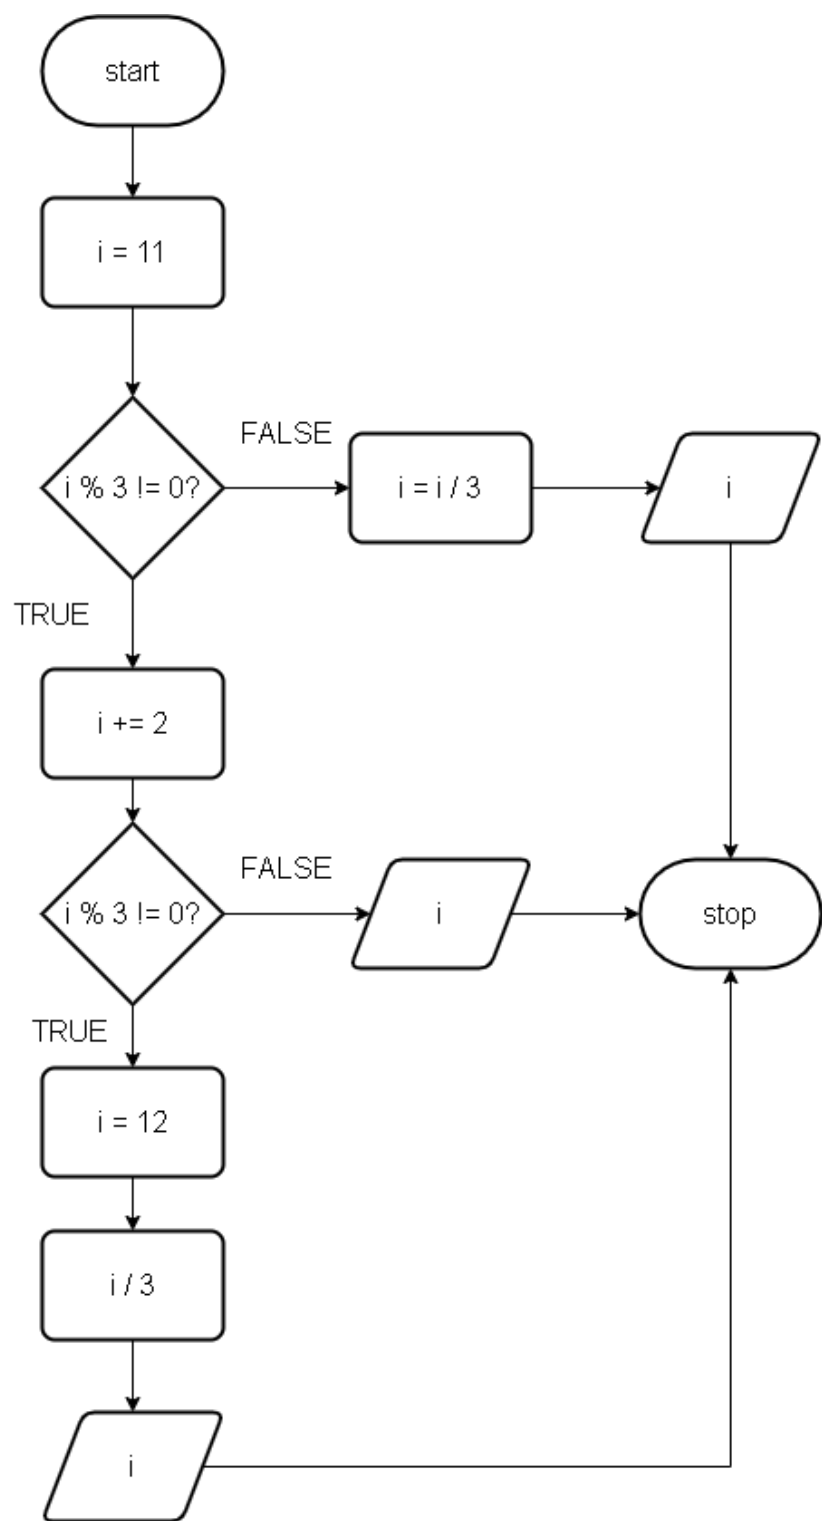 start
i = 11
i % 3 != 0?
FALSE
i = i / 3
i
TRUE
i += 2
i % 3 != 0?
FALSE
i
stop
TRUE
i = 12
i / 3
i